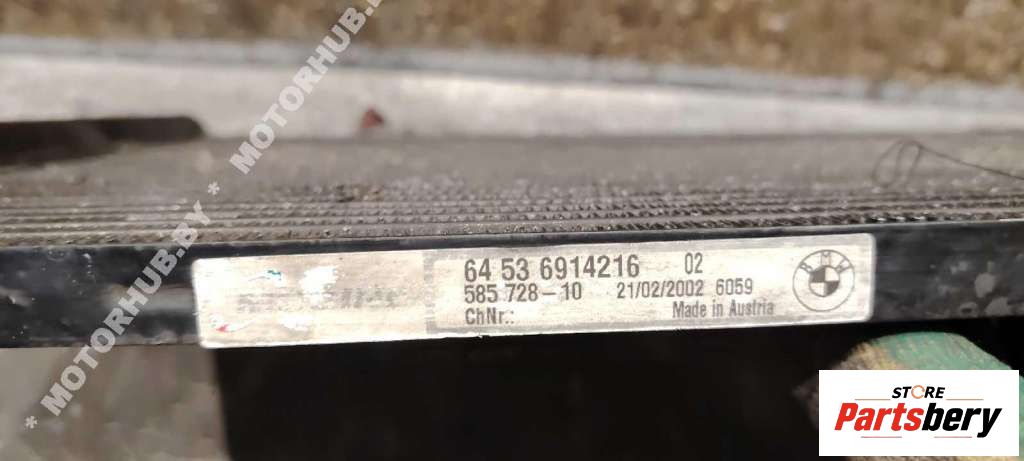 * MOTORHUB.BY * MOTORHUB.BY
64 53 6914216 02
585 728-10 21/02/2002 6059
ChNr.:
Made in Austria
BMW
STORE
Partsbery